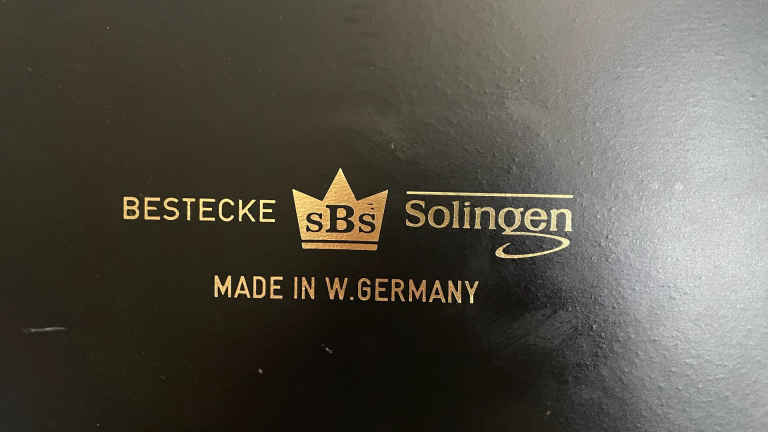 BESTECKE SBS Solingen
MADE IN W.GERMANY